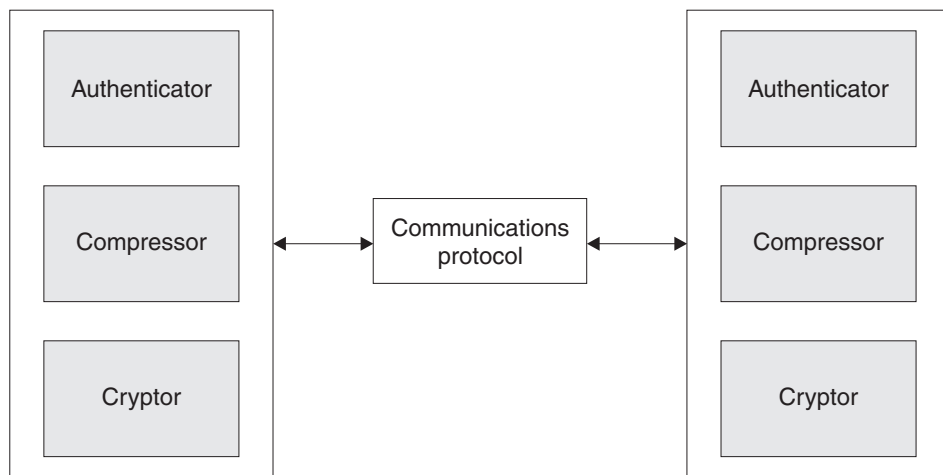 Authenticator
Compressor
Cryptor
Communications
protocol
Authenticator
Compressor
Cryptor